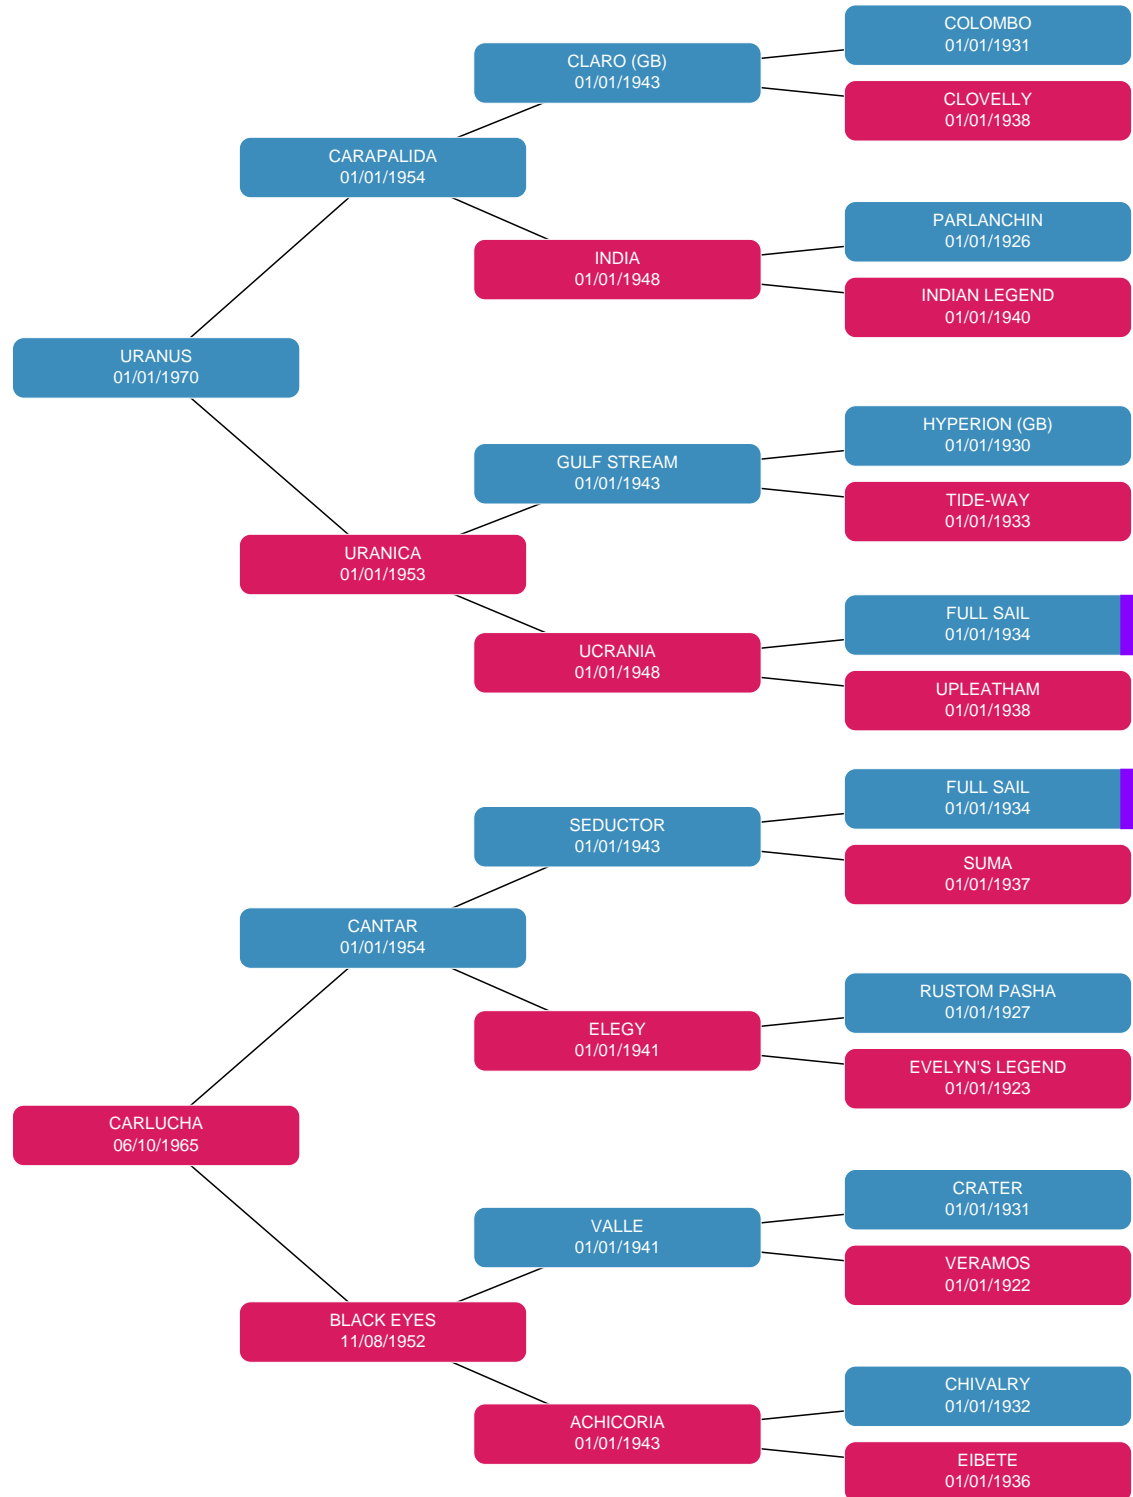 COLOMBO
01/01/1931
CLARO (GB)
01/01/1943
CLOVELLY
01/01/1938
CARAPALIDA
01/01/1954
PARLANCHIN
01/01/1926
INDIA
01/01/1948
INDIAN LEGEND
01/01/1940
URANUS
01/01/1970
HYPERION (GB)
01/01/1930
GULF STREAM
01/01/1943
TIDE-WAY
01/01/1933
URANICA
01/01/1953
FULL SAIL
01/01/1934
UCRANIA
01/01/1948
UPLEATHAM
01/01/1938
FULL SAIL
01/01/1934
SEDUCTOR
01/01/1943
SUMA
01/01/1937
CANTAR
01/01/1954
RUSTOM PASHA
01/01/1927
ELEGY
01/01/1941
EVELYN'S LEGEND
01/01/1923
CARLUCHA
06/10/1965
CRATER
01/01/1931
VALLE
01/01/1941
VERAMOS
01/01/1922
BLACK EYES
11/08/1952
CHIVALRY
01/01/1932
ACHICORIA
01/01/1943
EIBETE
01/01/1936